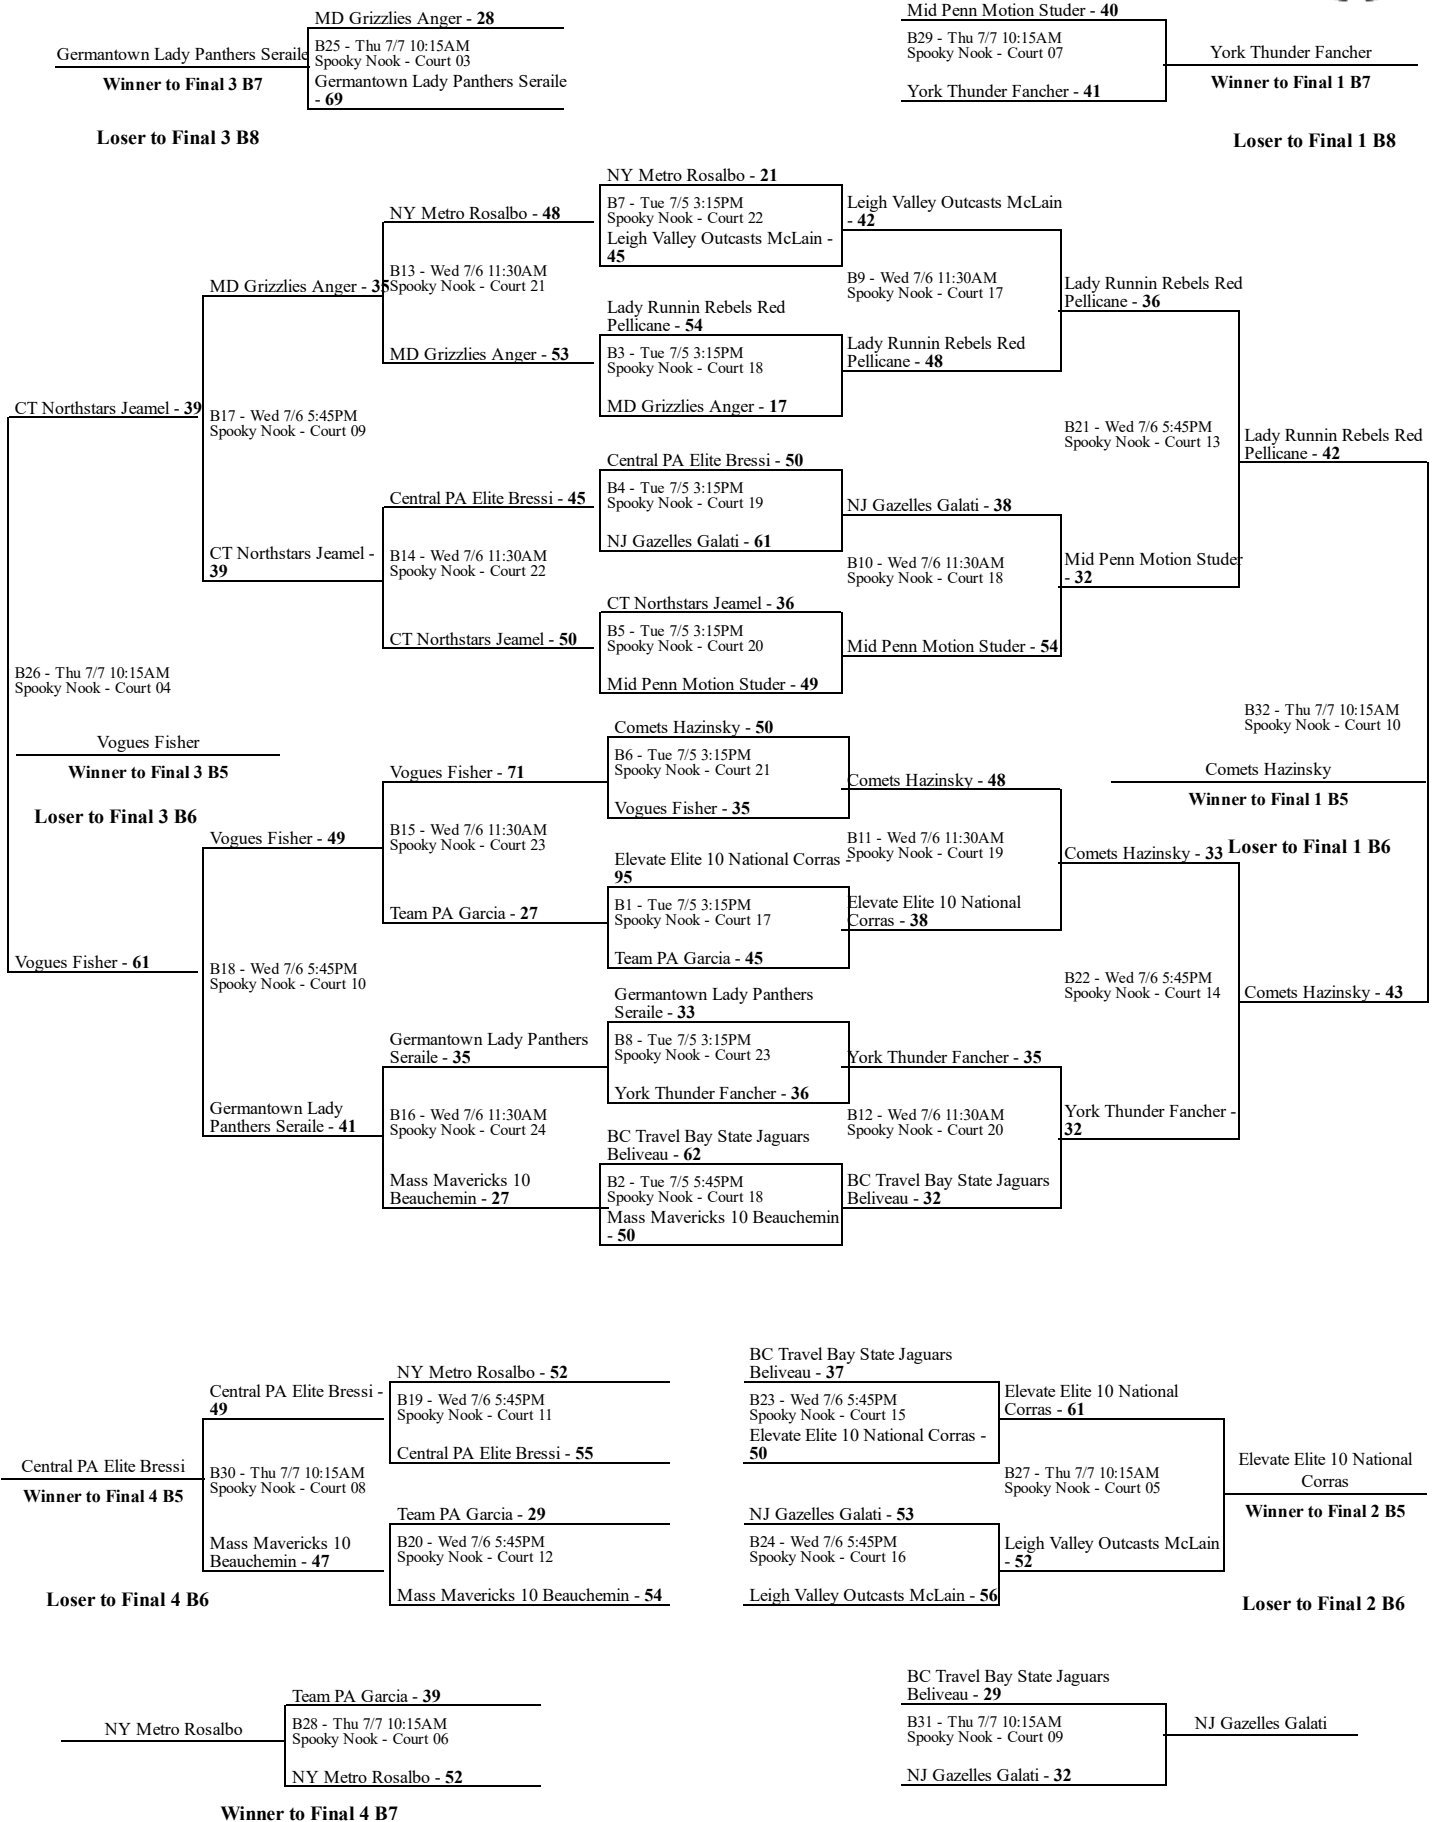 MD Grizzlies Anger - 28
Germantown Lady Panthers Seraile
B25 - Thu 7/7 10:15AM
Spooky Nook - Court 03
Winner to Final 3 B7
Germantown Lady Panthers Seraile
- 69
Loser to Final 3 B8
Mid Penn Motion Studer - 40
B29 - Thu 7/7 10:15AM
Spooky Nook - Court 07
York Thunder Fancher
Winner to Final 1 B7
York Thunder Fancher - 41
Loser to Final 1 B8
NY Metro Rosalbo - 21
B7 - Tue 7/5 3:15PM
Spooky Nook - Court 22
Leigh Valley Outcasts McLain -
45
Lady Runnin Rebels Red
Pellicane - 54
B3 - Tue 7/5 3:15PM
Spooky Nook - Court 18
MD Grizzlies Anger - 17
Central PA Elite Bressi - 50
B4 - Tue 7/5 3:15PM
Spooky Nook - Court 19
NJ Gazelles Galati - 61
CT Northstars Jeamel - 36
B5 - Tue 7/5 3:15PM
Spooky Nook - Court 20
Mid Penn Motion Studer - 49
Comets Hazinsky - 50
B6 - Tue 7/5 3:15PM
Spooky Nook - Court 21
Vogues Fisher - 35
Elevate Elite 10 National Corras -
95
B1 - Tue 7/5 3:15PM
Spooky Nook - Court 17
Team PA Garcia - 45
Germantown Lady Panthers
Seraile - 33
B8 - Tue 7/5 3:15PM
Spooky Nook - Court 23
York Thunder Fancher - 36
BC Travel Bay State Jaguars
Beliveau - 62
B2 - Tue 7/5 5:45PM
Spooky Nook - Court 18
Mass Mavericks 10 Beauchemin
- 50
NY Metro Rosalbo - 48
B13 - Wed 7/6 11:30AM
Spooky Nook - Court 21
MD Grizzlies Anger - 53
Central PA Elite Bressi - 45
B14 - Wed 7/6 11:30AM
Spooky Nook - Court 22
CT Northstars Jeamel - 50
Vogues Fisher - 71
B15 - Wed 7/6 11:30AM
Spooky Nook - Court 23
Team PA Garcia - 27
Germantown Lady Panthers
Seraile - 35
B16 - Wed 7/6 11:30AM
Spooky Nook - Court 24
Mass Mavericks 10
Beauchemin - 27
MD Grizzlies Anger - 35
B17 - Wed 7/6 5:45PM
Spooky Nook - Court 09
CT Northstars Jeamel -
39
Vogues Fisher - 49
B18 - Wed 7/6 5:45PM
Spooky Nook - Court 10
Germantown Lady
Panthers Seraile - 41
CT Northstars Jeamel - 39
B26 - Thu 7/7 10:15AM
Spooky Nook - Court 04
Vogues Fisher
Winner to Final 3 B5
Loser to Final 3 B6
Vogues Fisher - 61
Leigh Valley Outcasts McLain
- 42
B9 - Wed 7/6 11:30AM
Spooky Nook - Court 17
Lady Runnin Rebels Red
Pellicane - 48
NJ Gazelles Galati - 38
B10 - Wed 7/6 11:30AM
Spooky Nook - Court 18
Mid Penn Motion Studer - 54
Comets Hazinsky - 48
B11 - Wed 7/6 11:30AM
Spooky Nook - Court 19
Elevate Elite 10 National
Corras - 38
York Thunder Fancher - 35
B12 - Wed 7/6 11:30AM
Spooky Nook - Court 20
BC Travel Bay State Jaguars
Beliveau - 32
Lady Runnin Rebels Red
Pellicane - 36
B21 - Wed 7/6 5:45PM
Spooky Nook - Court 13
Mid Penn Motion Studer
- 32
Comets Hazinsky - 33
B22 - Wed 7/6 5:45PM
Spooky Nook - Court 14
York Thunder Fancher -
32
Lady Runnin Rebels Red
Pellicane - 42
B32 - Thu 7/7 10:15AM
Spooky Nook - Court 10
Comets Hazinsky
Winner to Final 1 B5
Loser to Final 1 B6
Comets Hazinsky - 43
NY Metro Rosalbo - 52
B19 - Wed 7/6 5:45PM
Spooky Nook - Court 11
Central PA Elite Bressi - 55
Team PA Garcia - 29
B20 - Wed 7/6 5:45PM
Spooky Nook - Court 12
Mass Mavericks 10 Beauchemin - 54
Central PA Elite Bressi -
49
B30 - Thu 7/7 10:15AM
Spooky Nook - Court 08
Mass Mavericks 10
Beauchemin - 47
Central PA Elite Bressi
Winner to Final 4 B5
Loser to Final 4 B6
BC Travel Bay State Jaguars
Beliveau - 37
B23 - Wed 7/6 5:45PM
Spooky Nook - Court 15
Elevate Elite 10 National Corras -
50
NJ Gazelles Galati - 53
B24 - Wed 7/6 5:45PM
Spooky Nook - Court 16
Leigh Valley Outcasts McLain - 56
Elevate Elite 10 National
Corras - 61
B27 - Thu 7/7 10:15AM
Spooky Nook - Court 05
Leigh Valley Outcasts McLain
- 52
Elevate Elite 10 National
Corras
Winner to Final 2 B5
Loser to Final 2 B6
Team PA Garcia - 39
NY Metro Rosalbo
B28 - Thu 7/7 10:15AM
Spooky Nook - Court 06
NY Metro Rosalbo - 52
Winner to Final 4 B7
BC Travel Bay State Jaguars
Beliveau - 29
B31 - Thu 7/7 10:15AM
Spooky Nook - Court 09
NJ Gazelles Galati
NJ Gazelles Galati - 32